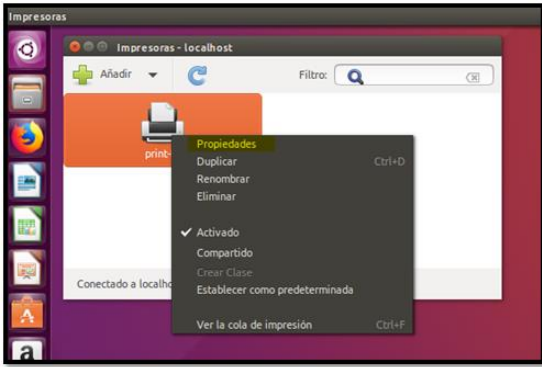 Impresoras
Impresoras - localhost
Añadir
Filtro:
print-
Propiedades
Duplicar Ctrl+D
Renombrar
Eliminar
Activado
Compartido
Crear Clase
Establecer como predeterminada
Ver la cola de impresión Ctrl+F
Conectado a localho
a